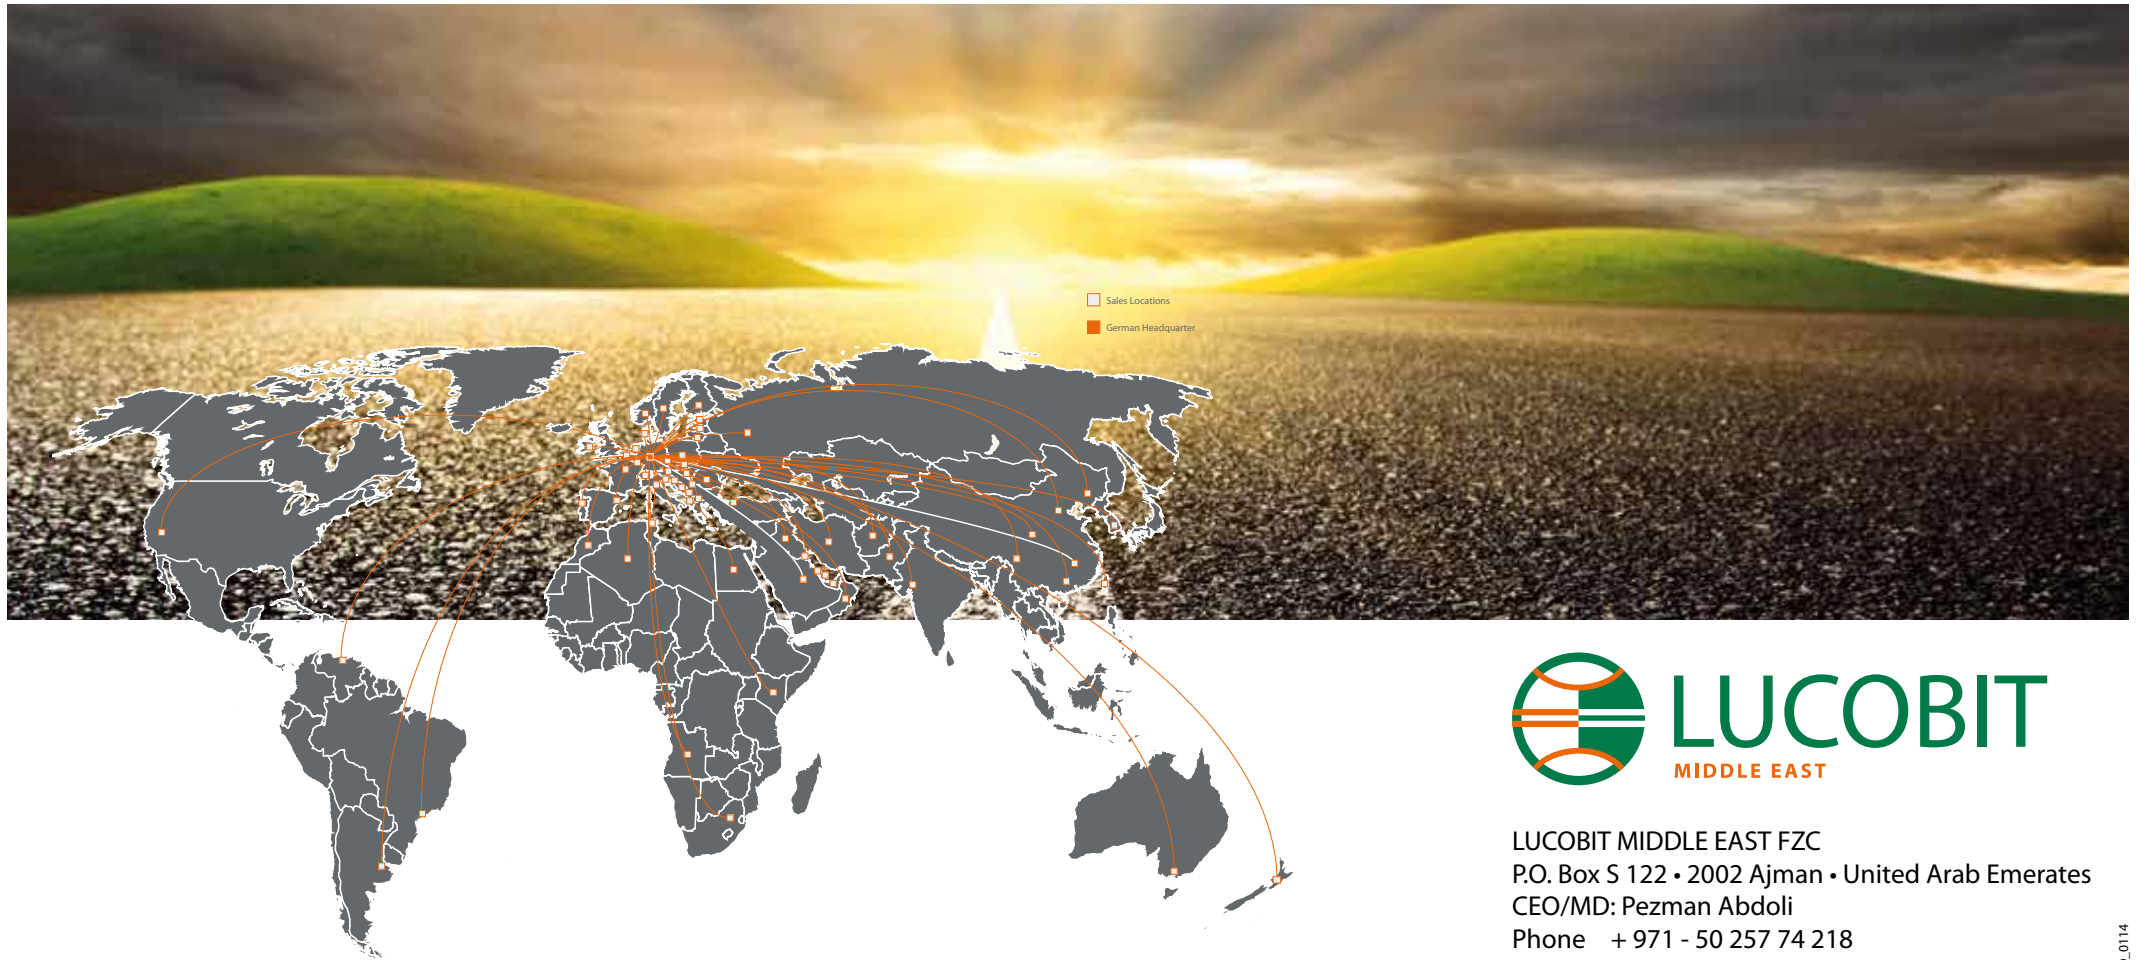 Sales Locations
German Headquarter
LUCOBIT
MIDDLE EAST
LUCOBIT MIDDLE EAST FZC
P.O. Box S 122 • 2002 Ajman • United Arab Emerates
CEO/MD: Pezman Abdoli
Phone + 971 - 50 257 74 218
_0114